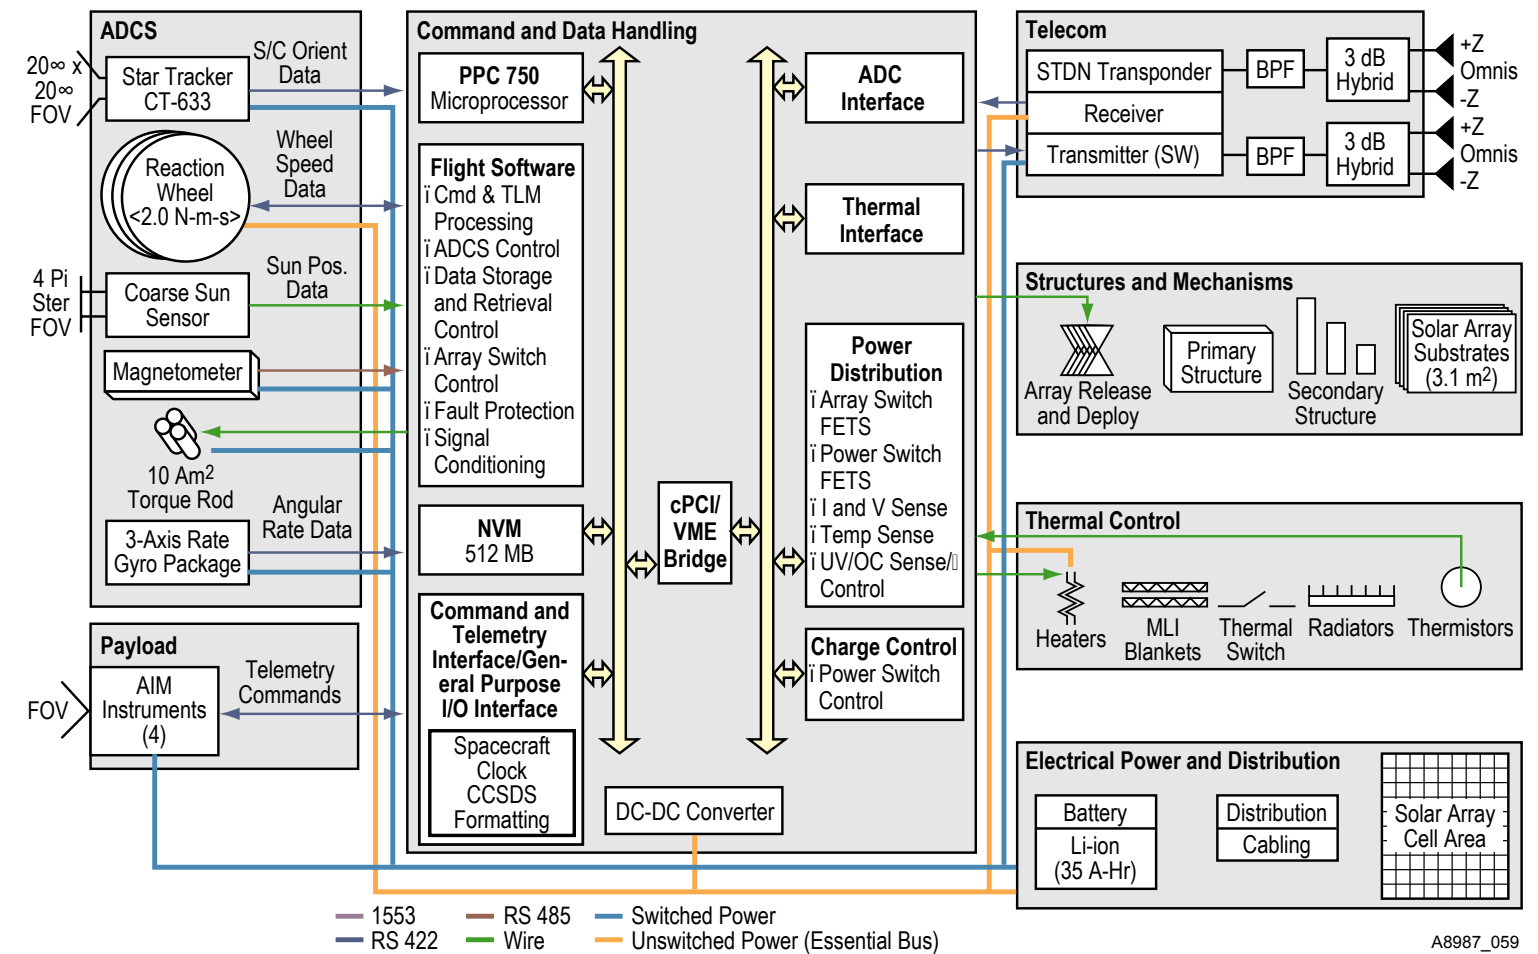 ADCS
S/C Orient
Data
20∞ x
20∞
FOV
Star Tracker
CT-633
Wheel
Speed
Data
Reaction
Wheel
<2.0 N-m-s>
Sun Pos.
Data
4 Pi
Ster
FOV
Coarse Sun
Sensor
Magnetometer
10 Am2
Torque Rod
Angular
Rate Data
3-Axis Rate
Gyro Package
Payload
AIM
Instruments
(4)
FOV
Telemetry
Commands
Command and Data Handling
PPC 750
Microprocessor
Flight Software
ï Cmd & TLM
Processing
ï ADCS Control
ï Data Storage
and Retrieval
Control
ï Array Switch
Control
ï Fault Protection
ï Signal
Conditioning
NVM
512 MB
Command and
Telemetry
Interface/Gen-
eral Purpose
I/O Interface
Spacecraft
Clock
CCSDS
Formatting
cPCI/
VME
Bridge
DC-DC Converter
ADC
Interface
Thermal
Interface
Power
Distribution
ï Array Switch
FETS
ï Power Switch
FETS
ï I and V Sense
ï Temp Sense
ï UV/OC Sense/▯
Control
Charge Control
ï Power Switch
Control
Telecom
STDN Transponder
Receiver
Transmitter (SW)
BPF
3 dB
Hybrid
+Z
Omnis
-Z
BPF
3 dB
Hybrid
+Z
Omnis
-Z
Structures and Mechanisms
Array Release
and Deploy
Primary
Structure
Secondary
Structure
Solar Array
Substrates
(3.1 m2)
Thermal Control
Heaters
MLI
Blankets
Thermal
Switch
Radiators
Thermistors
Electrical Power and Distribution
Battery
Li-ion
(35 A-Hr)
Distribution
Cabling
Solar Array
Cell Area
1553
RS 485
Switched Power
RS 422
Wire
Unswitched Power (Essential Bus)
A8987_059